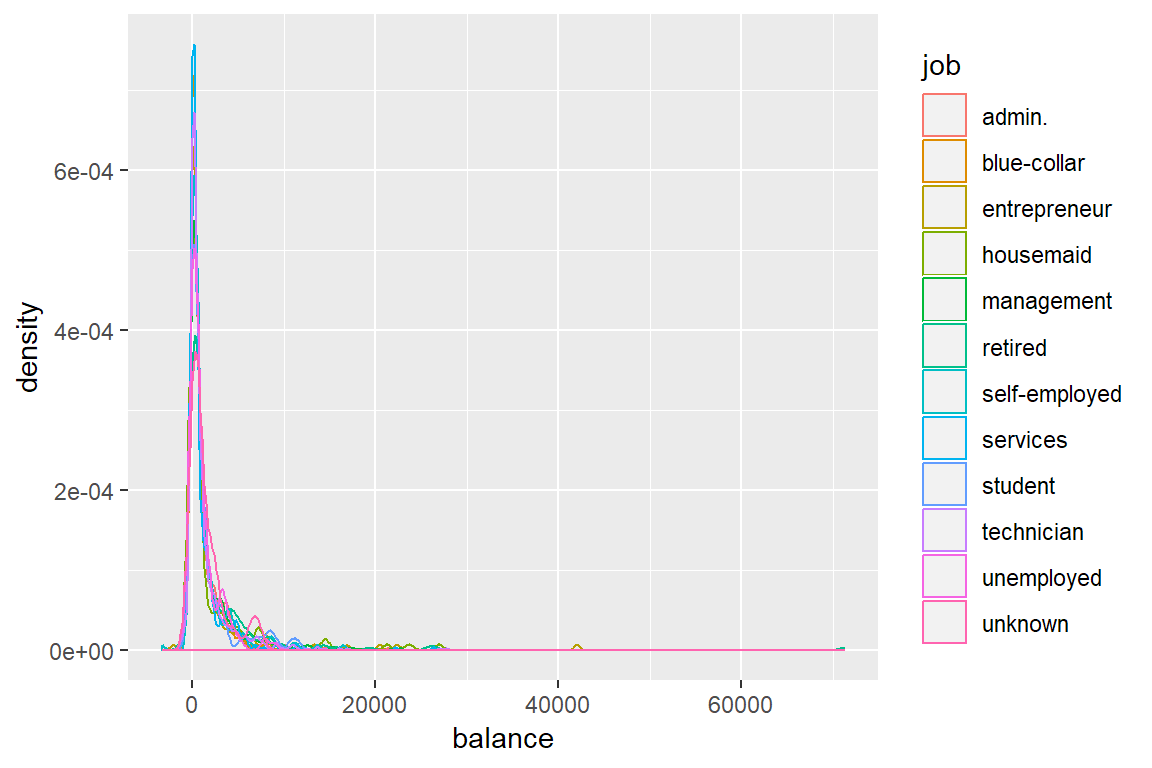 density
6e-04
4e-04
2e-04
0e+00
0 20000 40000 60000
balance
job
admin.
blue-collar
entrepreneur
housemaid
management
retired
self-employed
services
student
technician
unemployed
unknown